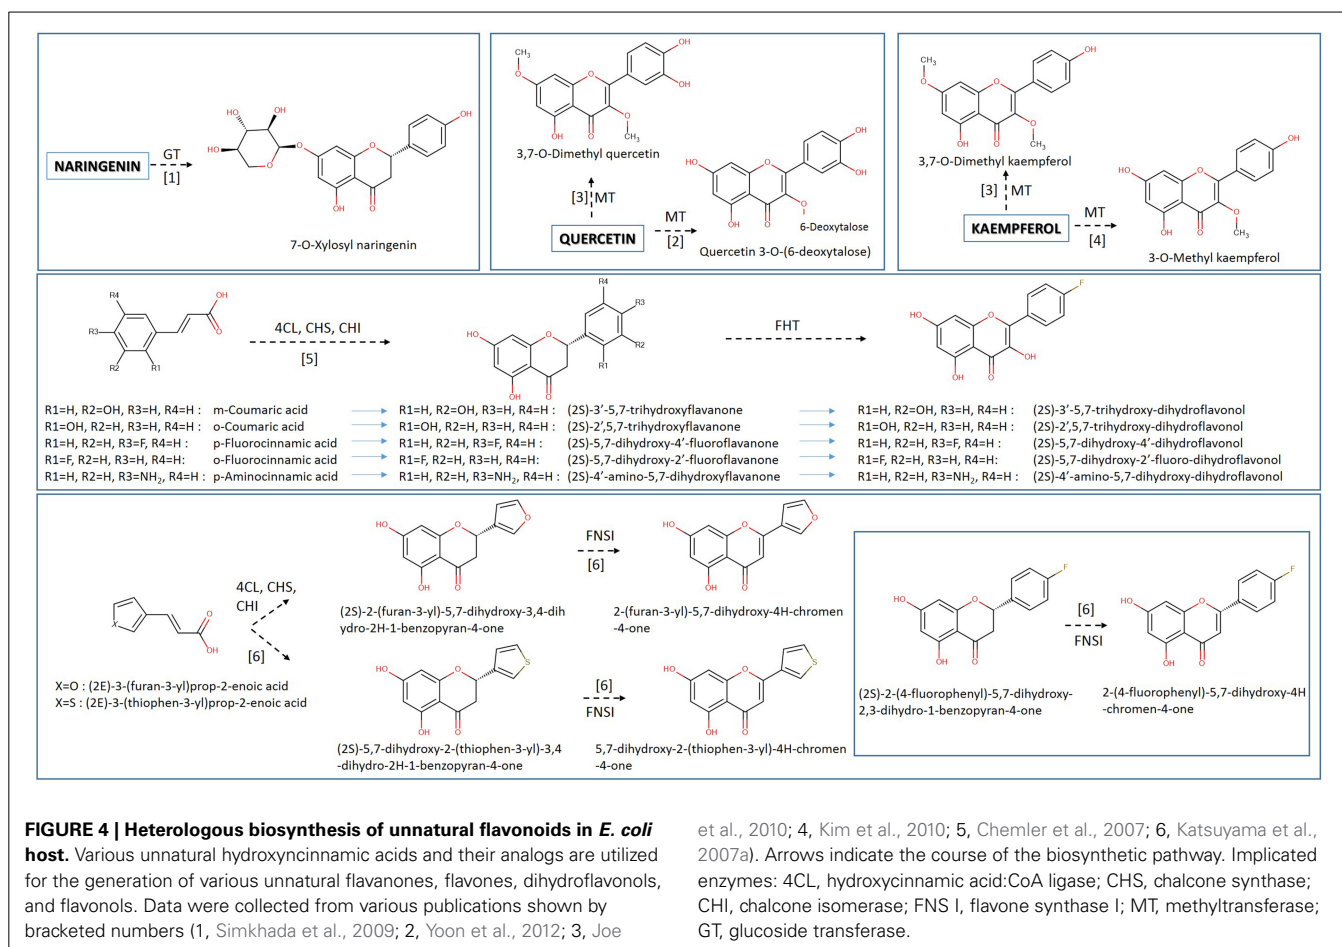 NARINGENIN
GT
[1]
HO
OH
HO
HO
O
O
O
OH
OH
O
7-O-Xylosyl naringenin
CH3
O
O
OH
OH
OH
O
O
CH3
3,7-O-Dimethyl quercetin
[3] MT
QUERCETIN
MT
[2]
HO
O
OH
OH
OH
O
O
I
6-Deoxytalose
Quercetin 3-O-(6-deoxytalose)
CH3
O
O
OH
OH
O
O
CH3
3,7-O-Dimethyl kaempferol
[3] MT
KAEMPFEROL
MT
[4]
HO
O
OH
OH
O
O
CH3
3-O-Methyl kaempferol
R4
R3
R2
R1
OH
O
4CL, CHS, CHI
[5]
HO
O
OH
O
R4
R3
R2
R1
FHT
HO
O
F
OH
O
OH
R1=H, R2=OH, R3=H, R4=H : m-Coumaric acid R1=H, R2=OH, R3=H, R4=H : (2S)-3'-5,7-trihydroxyflavanone R1=H, R2=OH, R3=H, R4=H : (2S)-3'-5,7-trihydroxy-dihydroflavonol
R1=OH, R2=H, R3=H, R4=H : o-Coumaric acid R1=OH, R2=H, R3=H, R4=H : (2S)-2',5,7-trihydroxyflavanone R1=OH, R2=H, R3=H, R4=H : (2S)-2',5,7-trihydroxy-dihydroflavonol
R1=H, R2=H, R3=F, R4=H : p-Fluorocinnamic acid R1=H, R2=H, R3=F, R4=H : (2S)-5,7-dihydroxy-4'-fluoroflavanone R1=H, R2=H, R3=F, R4=H : (2S)-5,7-dihydroxy-4'-dihydroflavonol
R1=F, R2=H, R3=H, R4=H: o-Fluorocinnamic acid R1=F, R2=H, R3=H, R4=H: (2S)-5,7-dihydroxy-2'-fluoroflavanone R1=F, R2=H, R3=H, R4=H: (2S)-5,7-dihydroxy-2'-fluoro-dihydroflavonol
R1=H, R2=H, R3=NH2, R4=H : p-Aminocinnamic acid R1=H, R2=H, R3=NH2, R4=H : (2S)-4'-amino-5,7-dihydroxyflavanone R1=H, R2=H, R3=NH2, R4=H : (2S)-4'-amino-5,7-dihydroxy-dihydroflavonol
X
O
OH
X=O : (2E)-3-(furan-3-yl)prop-2-enoic acid
X=S : (2E)-3-(thiophen-3-yl)prop-2-enoic acid
4CL, CHS,
CHI
[6]
HO
O
O
OH
O
(2S)-2-(furan-3-yl)-5,7-dihydroxy-3,4-dih
ydro-2H-1-benzopyran-4-one
FNSI
[6]
HO
O
O
OH
O
2-(furan-3-yl)-5,7-dihydroxy-4H-chromen
-4-one
HO
O
S
OH
O
(2S)-5,7-dihydroxy-2-(thiophen-3-yl)-3,4
-dihydro-2H-1-benzopyran-4-one
[6]
FNSI
HO
O
S
OH
O
5,7-dihydroxy-2-(thiophen-3-yl)-4H-chromen
-4-one
HO
O
F
OH
O
(2S)-2-(4-fluorophenyl)-5,7-dihydroxy-
2,3-dihydro-1-benzopyran-4-one
[6]
FNSI
HO
O
F
OH
O
2-(4-fluorophenyl)-5,7-dihydroxy-4H
-chromen-4-one
FIGURE 4 | Heterologous biosynthesis of unnatural flavonoids in E. coli
host. Various unnatural hydroxyncinnamic acids and their analogs are utilized
for the generation of various unnatural flavanones, flavones, dihydroflavonols,
and flavonols. Data were collected from various publications shown by
bracketed numbers (1, Simkhada et al., 2009; 2, Yoon et al., 2012; 3, Joe
et al., 2010; 4, Kim et al., 2010; 5, Chemler et al., 2007; 6, Katsuyama et al.,
2007a). Arrows indicate the course of the biosynthetic pathway. Implicated
enzymes: 4CL, hydroxycinnamic acid:CoA ligase; CHS, chalcone synthase;
CHI, chalcone isomerase; FNS I, flavone synthase I; MT, methyltransferase;
GT, glucoside transferase.